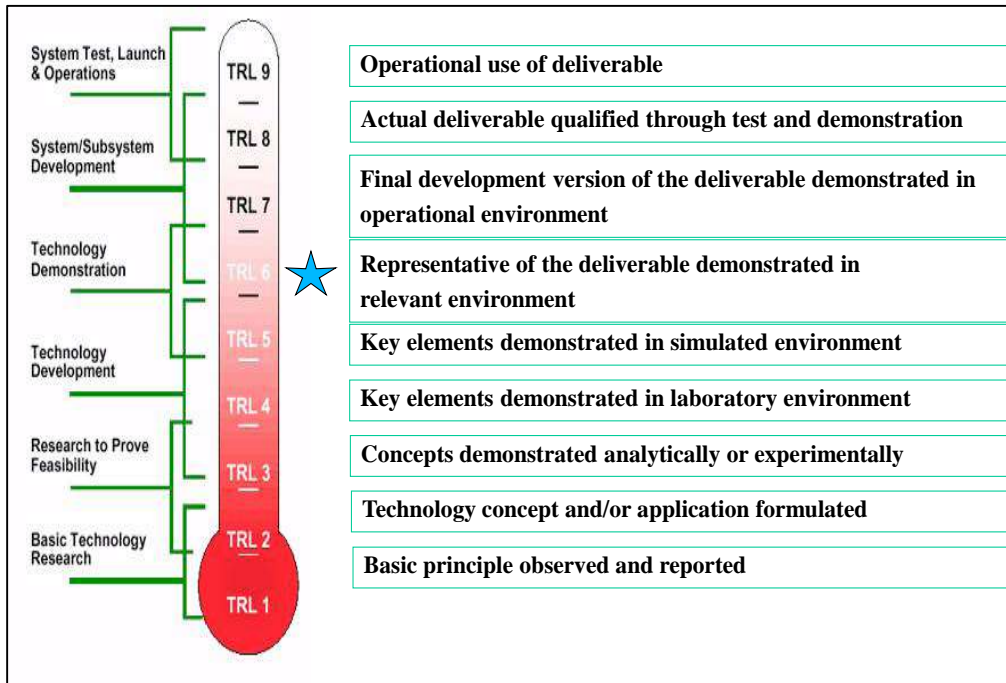 System Test, Launch
& Operations
System/Subsystem
Development
Technology
Demonstration
Technology
Development
Research to Prove
Feasibility
Basic Technology
Research
TRL 9
TRL 8
TRL 7
TRL 6
TRL 5
TRL 4
TRL 3
TRL 2
TRL 1
Operational use of deliverable
Actual deliverable qualified through test and demonstration
Final development version of the deliverable demonstrated in
operational environment
Representative of the deliverable demonstrated in
relevant environment
Key elements demonstrated in simulated environment
Key elements demonstrated in laboratory environment
Concepts demonstrated analytically or experimentally
Technology concept and/or application formulated
Basic principle observed and reported